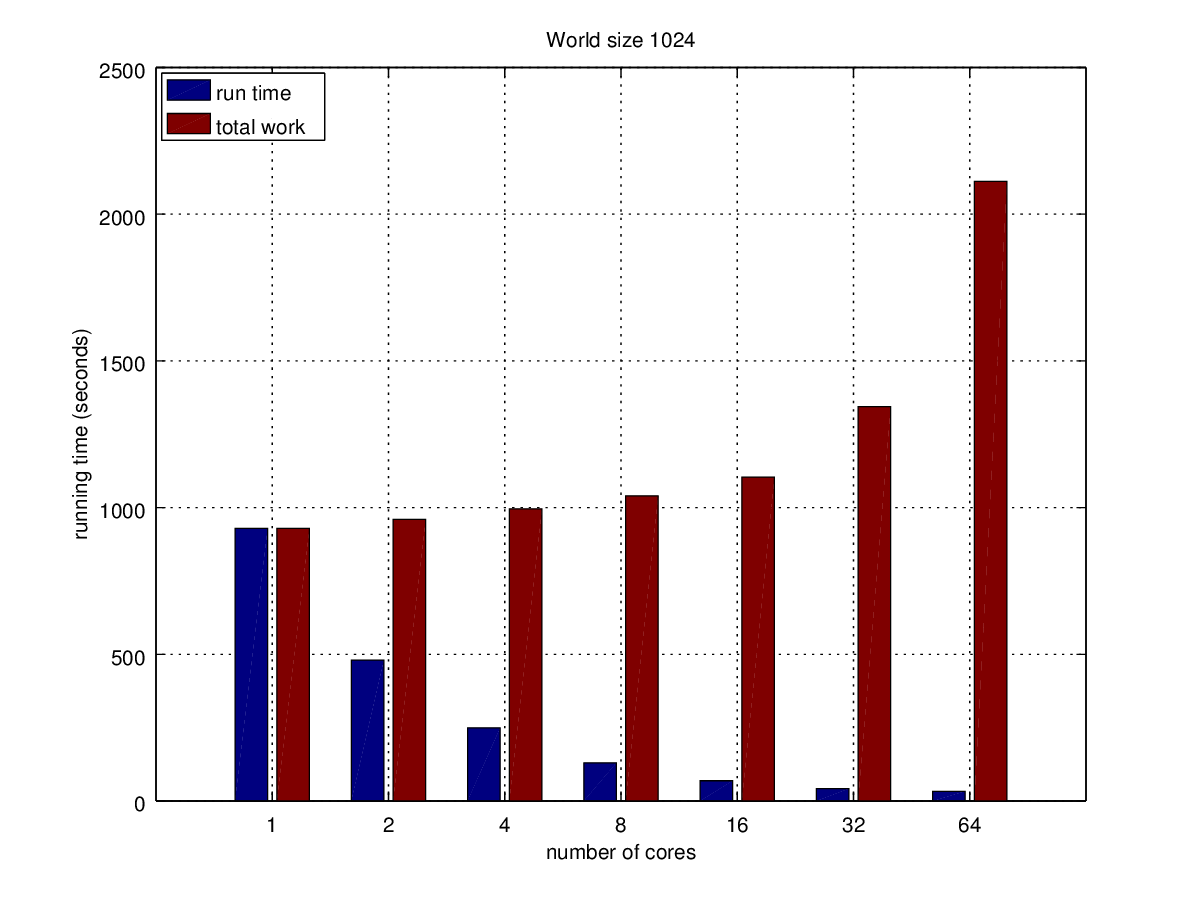 World size 1024
run time
total work
2500
2000
1500
1000
500
0
running time (seconds)
1 2 4 8 16 32 64
number of cores